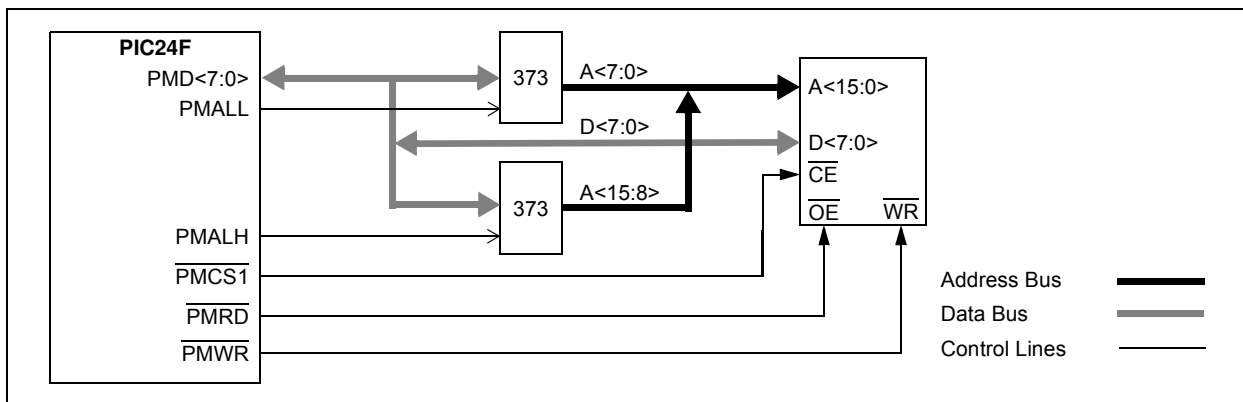 PIC24F
PMD<7:0>
PMALL
373
A<7:0>
A<15:0>
D<7:0>
D<7:0>
CE
373
A<15:8>
OE
WR
PMALH
PMCS1
PMRD
PMWR
Address Bus
Data Bus
Control Lines